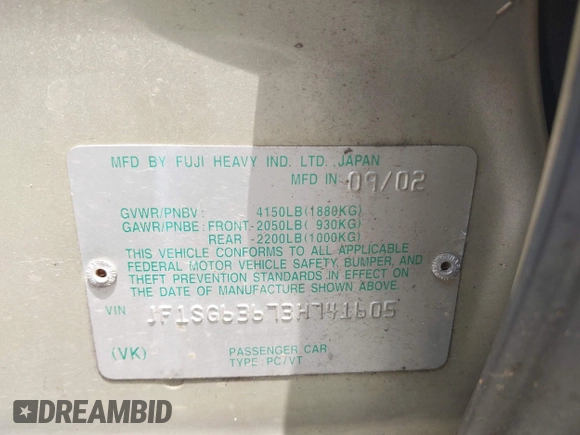 MFD BY FUJI HEAVY IND. LTD. JAPAN
MFD IN 09/02
GVWR/PNBV: 4150LB(1880KG)
GAWR/PNBE: FRONT-2050LB( 930KG)
REAR -2200LB(1000KG)
THIS VEHICLE CONFORMS TO ALL APPLICABLE
FEDERAL MOTOR VEHICLE SAFETY, BUMPER, AND
THEFT PREVENTION STANDARDS IN EFFECT ON
THE DATE OF MANUFACTURE SHOWN ABOVE.
VIN JF1SG63673H741605
(VK) PASSENGER CAR
TYPE: PC/VT
DREAMBID